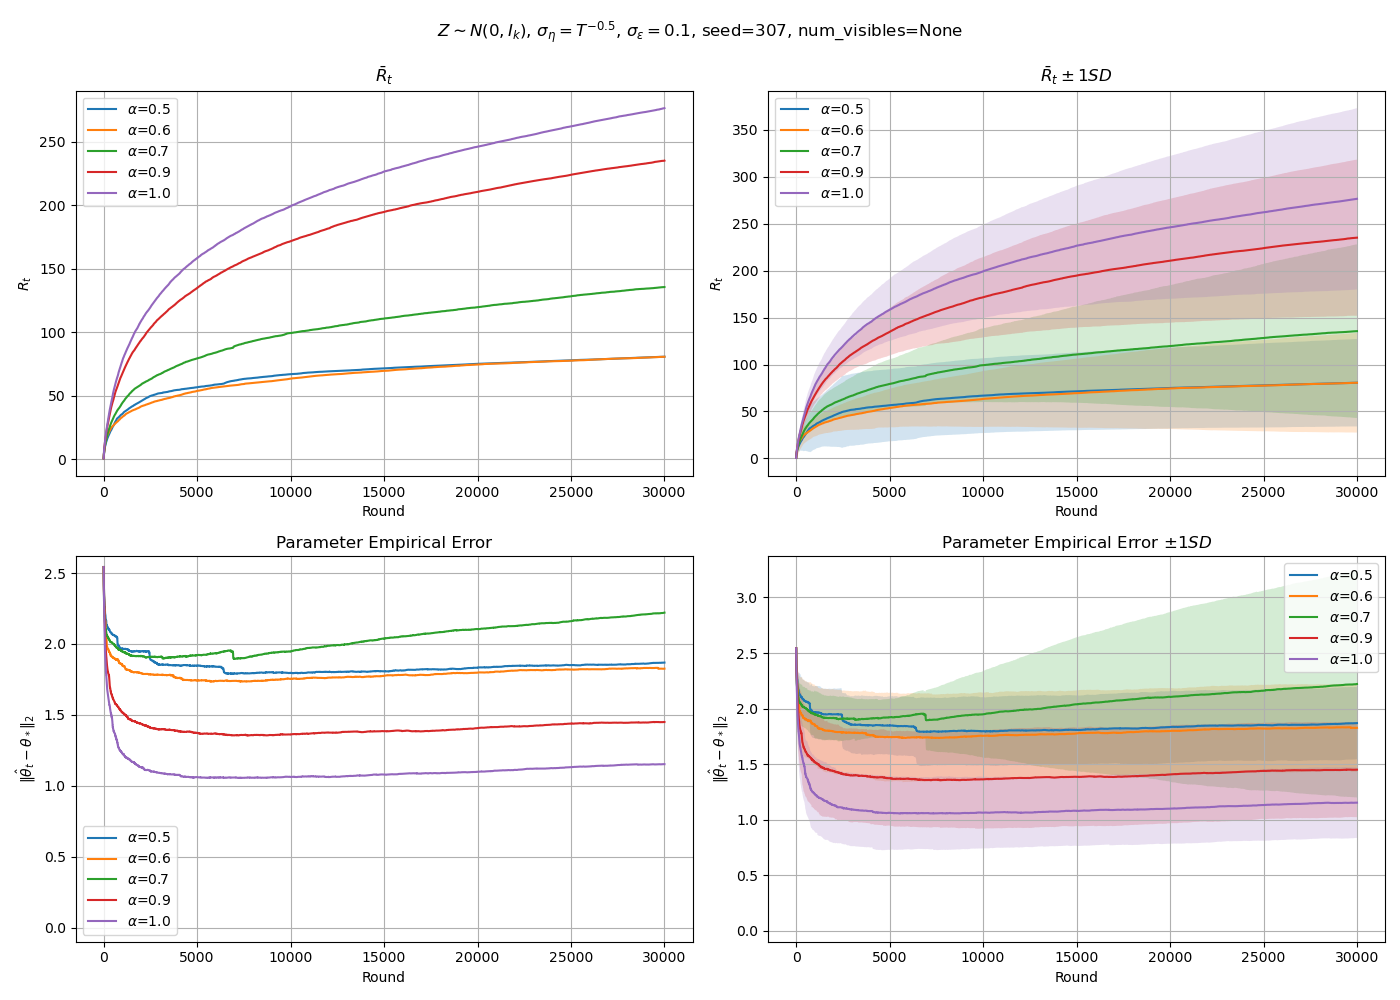 Z ∼ N(0, I_k), σ_η = T^{−0.5}, σ_ε = 0.1, seed=307, num_visibles=None
R̄_t
R_t
250
200
150
100
50
0
α=0.5
α=0.6
α=0.7
α=0.9
α=1.0
0 5000 10000 15000 20000 25000 30000
Round
R̄_t ± 1SD
R_t
350
300
250
200
150
100
50
0
α=0.5
α=0.6
α=0.7
α=0.9
α=1.0
0 5000 10000 15000 20000 25000 30000
Round
Parameter Empirical Error
‖θ̂_t − θ*‖_2
2.5
2.0
1.5
1.0
0.5
0.0
α=0.5
α=0.6
α=0.7
α=0.9
α=1.0
0 5000 10000 15000 20000 25000 30000
Round
Parameter Empirical Error ±1SD
‖θ̂_t − θ*‖_2
3.0
2.5
2.0
1.5
1.0
0.5
0.0
α=0.5
α=0.6
α=0.7
α=0.9
α=1.0
0 5000 10000 15000 20000 25000 30000
Round